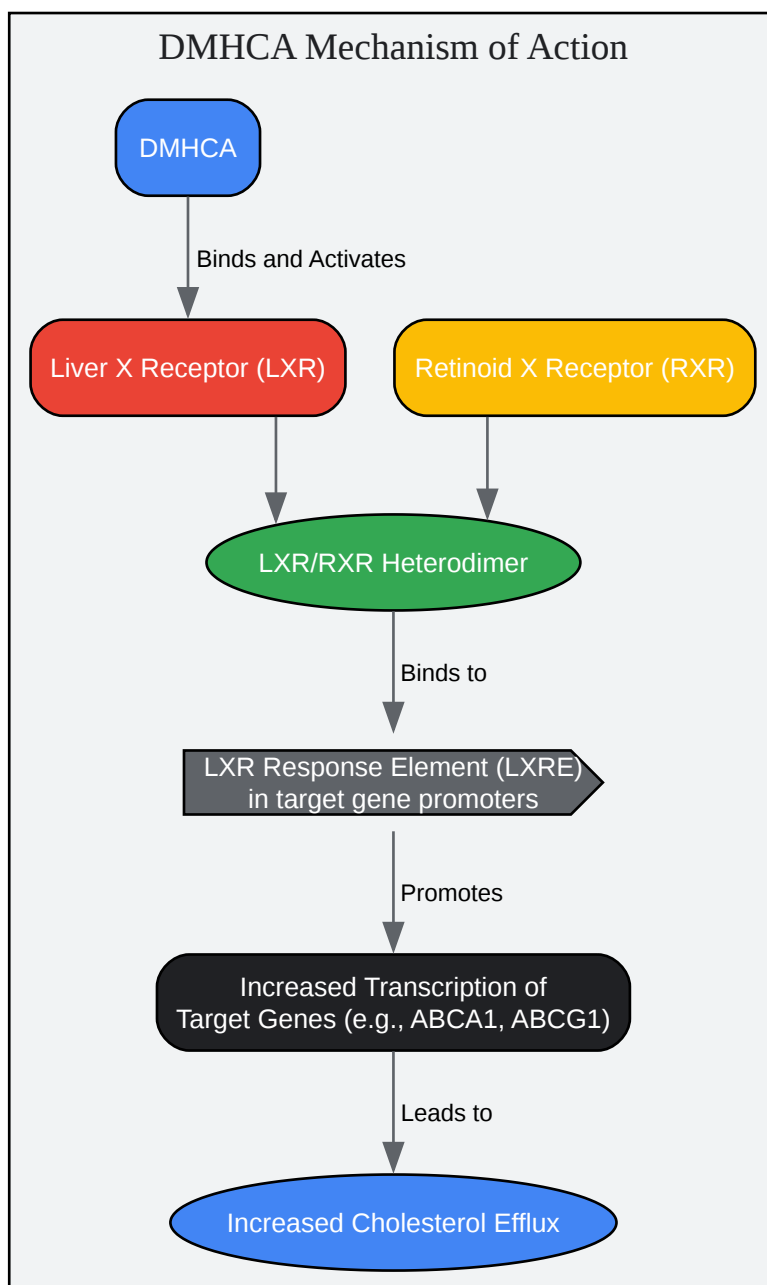 DMHCA Mechanism of Action
DMHCA
Binds and Activates
Liver X Receptor (LXR)
Retinoid X Receptor (RXR)
LXR/RXR Heterodimer
Binds to
LXR Response Element (LXRE)
in target gene promoters
Promotes
Increased Transcription of
Target Genes (e.g., ABCA1, ABCG1)
Leads to
Increased Cholesterol Efflux